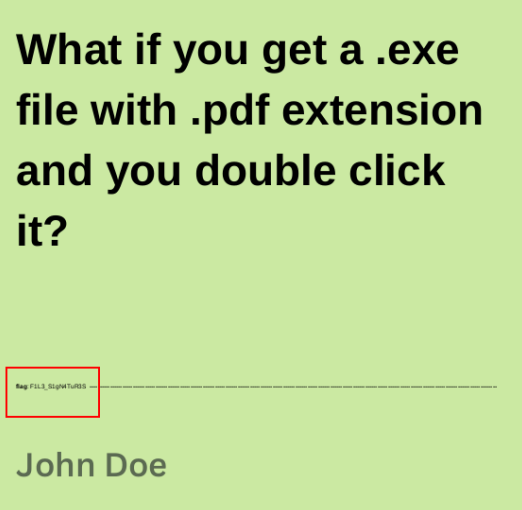 What if you get a .exe
file with .pdf extension
and you double click
it?
flag: F1L3_S1gN4TuR3S
John Doe